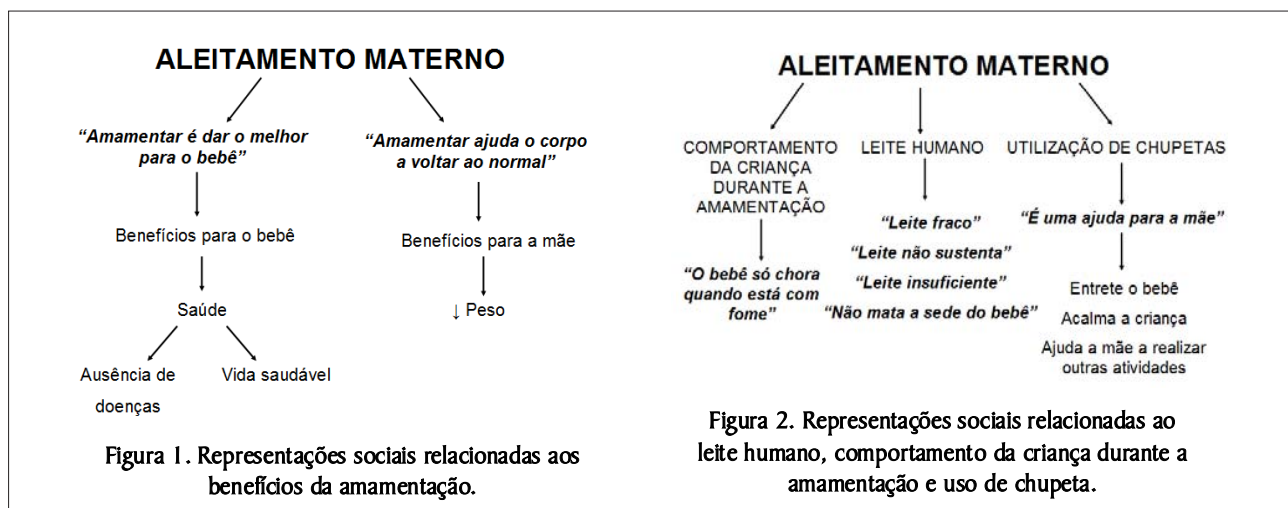 ALEITAMENTO MATERNO
“Amamentar é dar o melhor
para o bebê”
“Amamentar ajuda o corpo
a voltar ao normal”
Benefícios para o bebê
Benefícios para a mãe
Saúde
↓ Peso
Ausência de
doenças
Vida saudável
Figura 1. Representações sociais relacionadas aos
benefícios da amamentação.
ALEITAMENTO MATERNO
COMPORTAMENTO
DA CRIANÇA
DURANTE A
AMAMENTAÇÃO
“O bebê só chora
quando está com
fome”
LEITE HUMANO
“Leite fraco”
“Leite não sustenta”
“Leite insuficiente”
“Não mata a sede do bebê”
UTILIZAÇÃO DE CHUPETAS
“É uma ajuda para a mãe”
Entrete o bebê
Acalma a criança
Ajuda a mãe a realizar
outras atividades
Figura 2. Representações sociais relacionadas ao
leite humano, comportamento da criança durante a
amamentação e uso de chupeta.